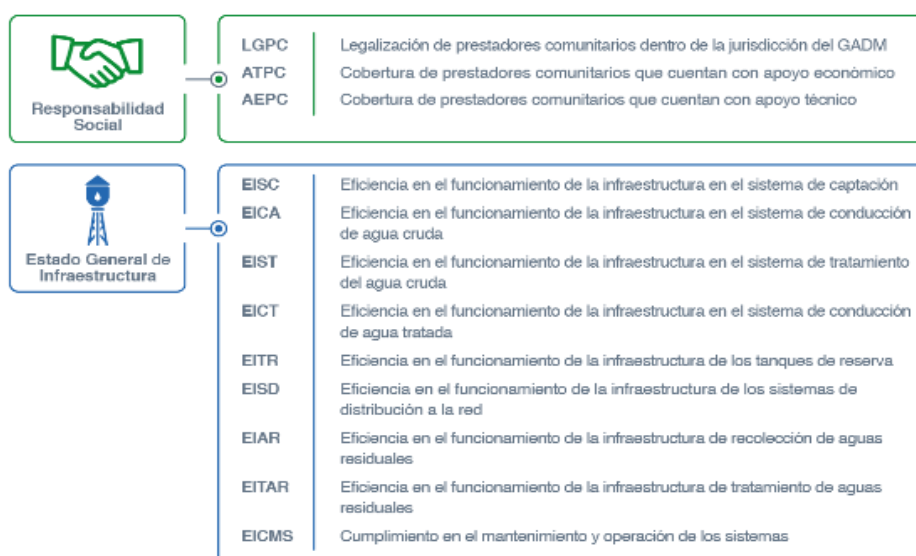 Responsabilidad
Social
LGPC Legalización de prestadores comunitarios dentro de la jurisdicción del GADM
ATPC Cobertura de prestadores comunitarios que cuentan con apoyo económico
AEPC Cobertura de prestadores comunitarios que cuentan con apoyo técnico
Estado General de
Infraestructura
EISC Eficiencia en el funcionamiento de la infraestructura en el sistema de captación
EICA Eficiencia en el funcionamiento de la infraestructura en el sistema de conducción
de agua cruda
EIST Eficiencia en el funcionamiento de la infraestructura en el sistema de tratamiento
del agua cruda
EICT Eficiencia en el funcionamiento de la infraestructura en el sistema de conducción
de agua tratada
EITR Eficiencia en el funcionamiento de la infraestructura de los tanques de reserva
EISD Eficiencia en el funcionamiento de la infraestructura de los sistemas de
distribución a la red
EIAR Eficiencia en el funcionamiento de la infraestructura de recolección de aguas
residuales
EITAR Eficiencia en el funcionamiento de la infraestructura de tratamiento de aguas
residuales
EICMS Cumplimiento en el mantenimiento y operación de los sistemas